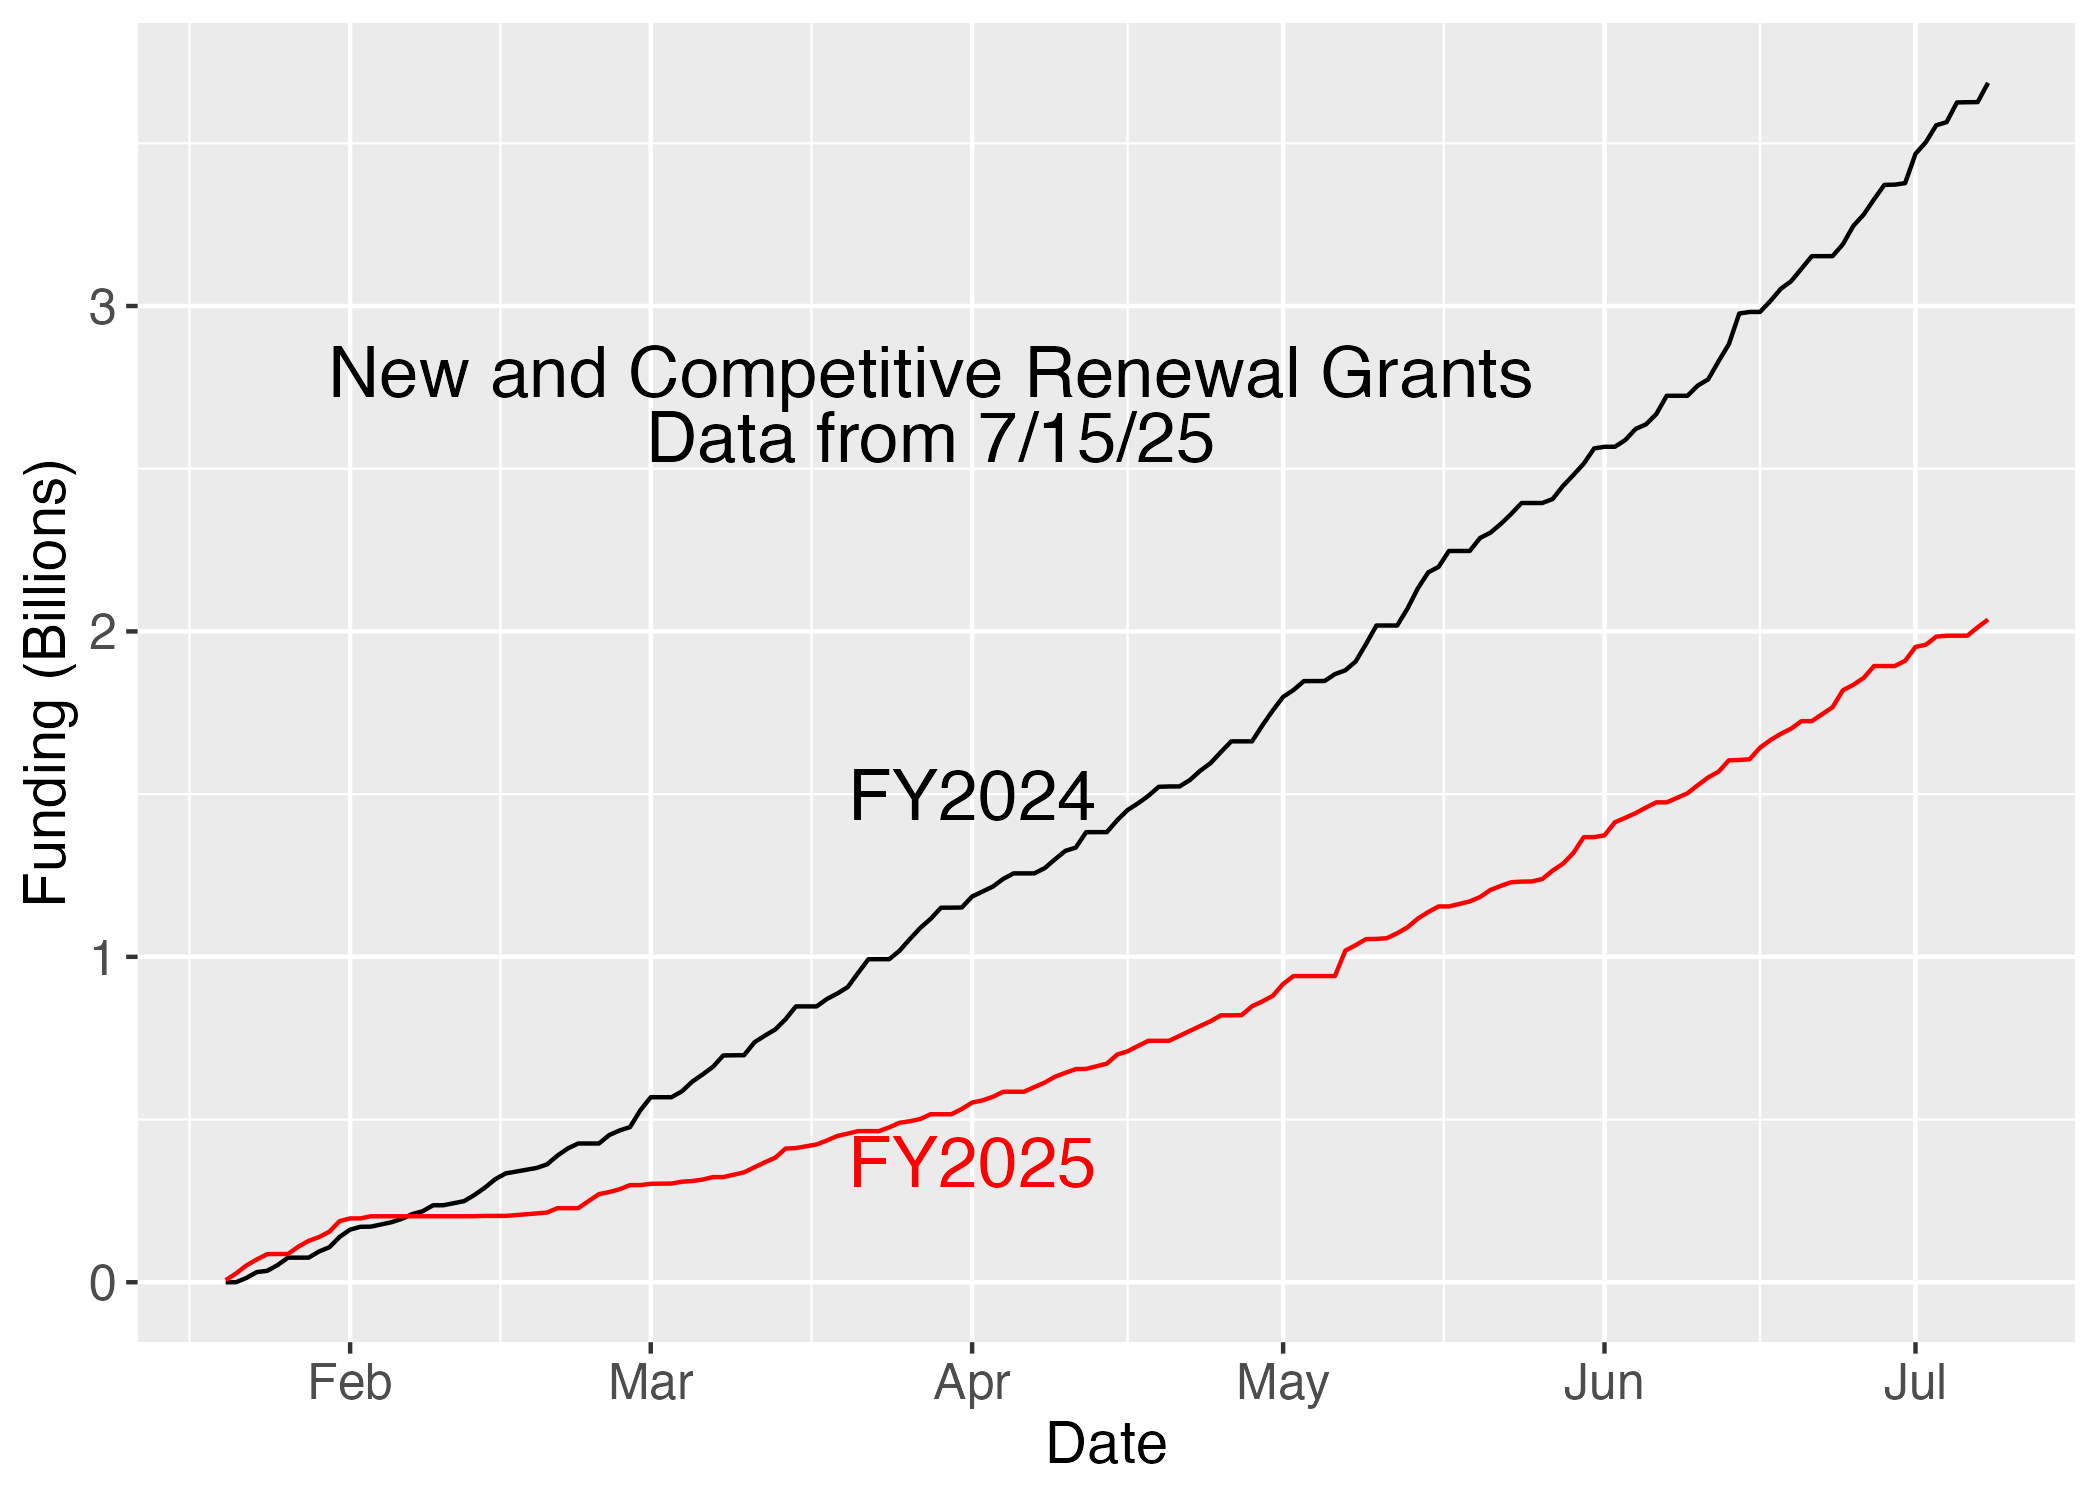 New and Competitive Renewal Grants
Data from 7/15/25
FY2024
FY2025
Funding (Billions)
3
2
1
0
Feb
Mar
Apr
May
Jun
Jul
Date